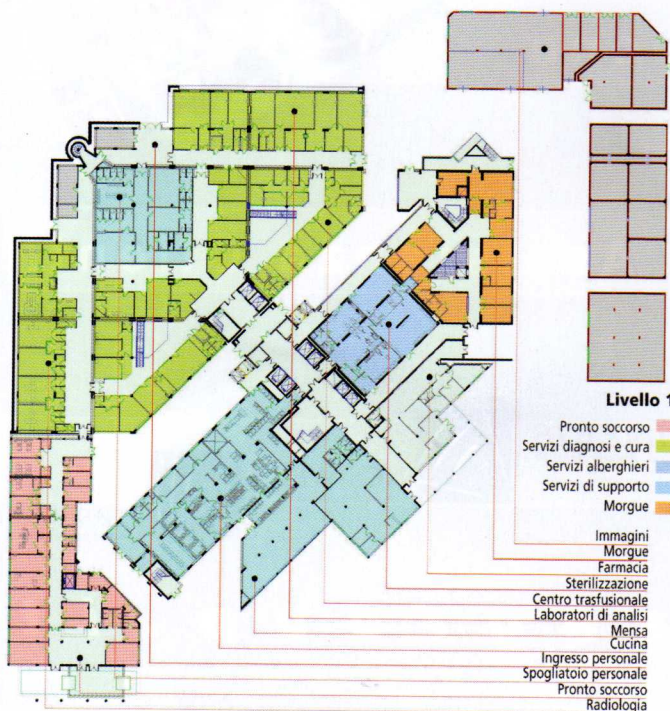 Livello 1
Pronto soccorso
Servizi diagnosi e cura
Servizi alberghieri
Servizi di supporto
Morgue
Immagini
Morgue
Farmacia
Sterilizzazione
Centro trasfusionale
Laboratori di analisi
Mensa
Cucina
Ingresso personale
Spogliatoio personale
Pronto soccorso
Radiologia